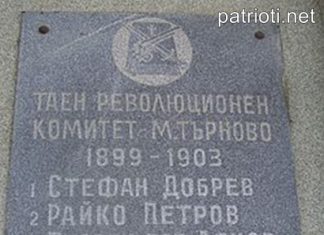 patrioti.net
ТАЕН РЕВОЛЮЦИОНЕН
КОМИТЕТ-М.ТЪРНОВО
1899-1903
1 СТЕФАН ДОБРЕВ
2 РАЙКО ПЕТРОВ